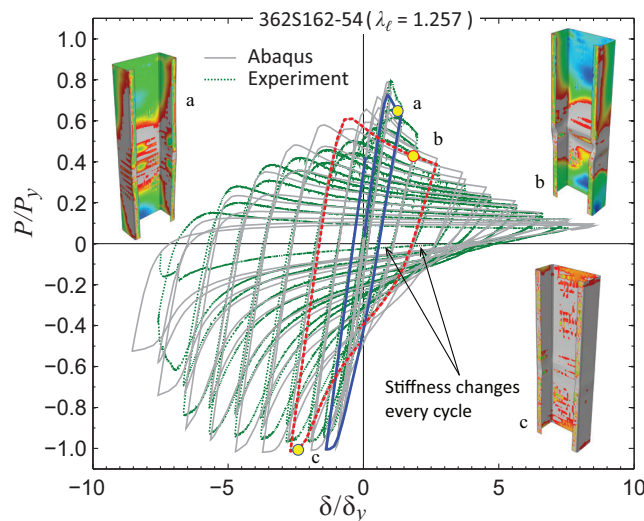 362S162-54 (λℓ = 1.257)
Abaqus
Experiment
a
a
b
b
Stiffness changes
every cycle
c
c
P/Py
1.0
0.8
0.6
0.4
0.2
0
-0.2
-0.4
-0.6
-0.8
-1.0
−10
−5
0
5
10
δ/δy